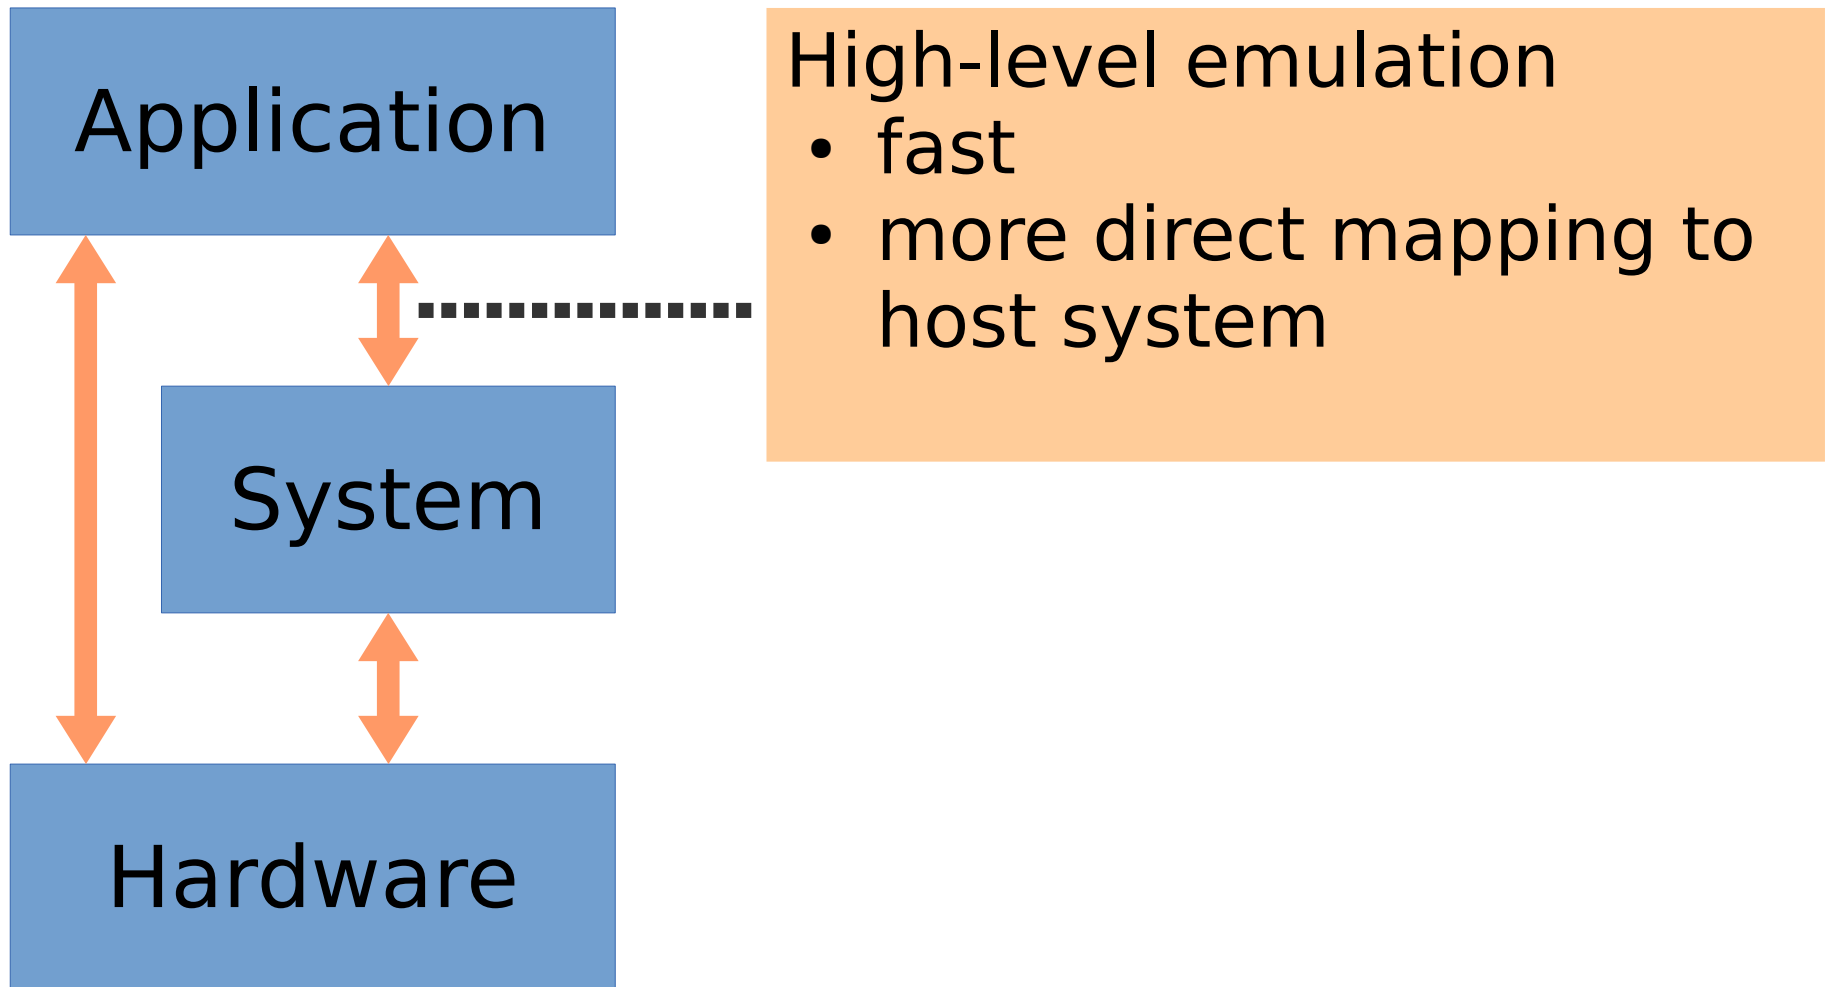 Application
High-level emulation
• fast
• more direct mapping to
host system
System
Hardware